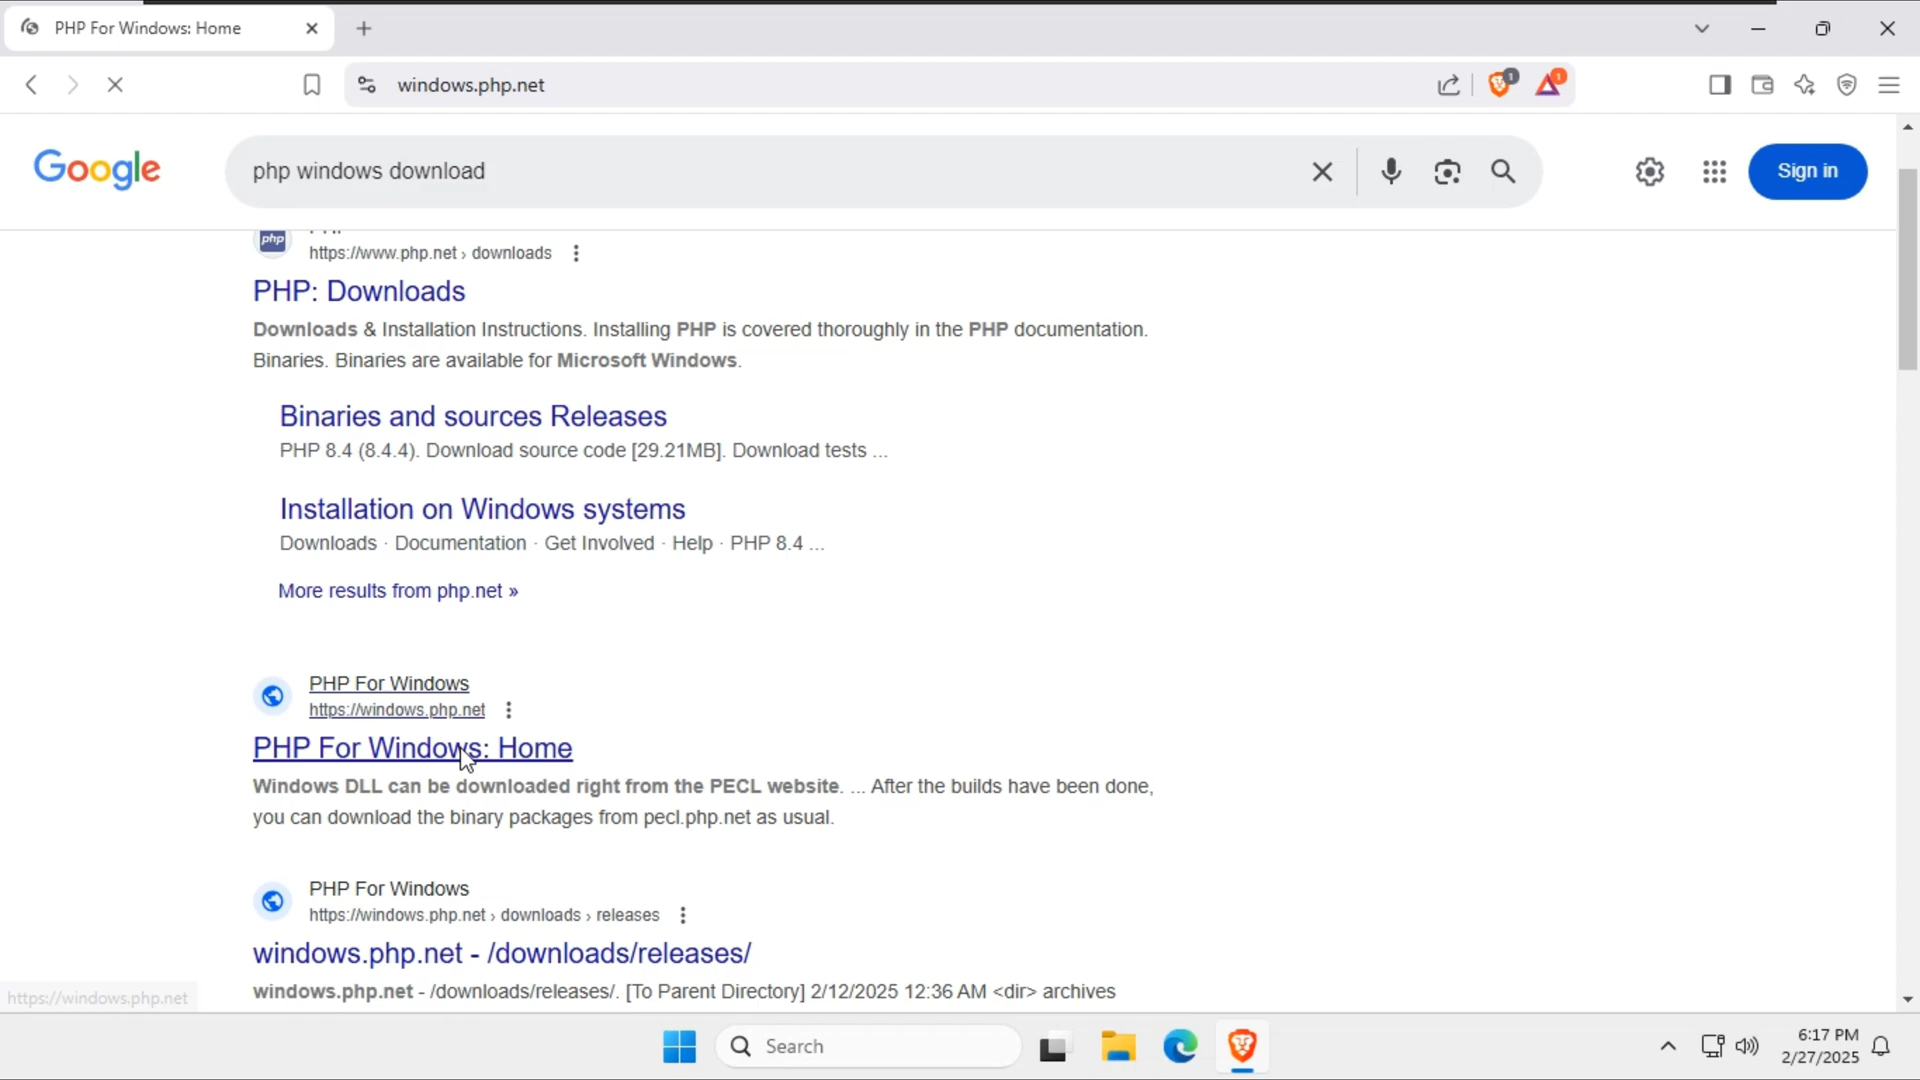 PHP For Windows: Home
windows.php.net
1
1
Google
php windows download
Sign in
php
https://www.php.net › downloads
PHP: Downloads
Downloads & Installation Instructions. Installing PHP is covered thoroughly in the PHP documentation.
Binaries. Binaries are available for Microsoft Windows.
Binaries and sources Releases
PHP 8.4 (8.4.4). Download source code [29.21MB]. Download tests ...
Installation on Windows systems
Downloads · Documentation · Get Involved · Help · PHP 8.4 ...
More results from php.net »
PHP For Windows
https://windows.php.net
PHP For Windows: Home
Windows DLL can be downloaded right from the PECL website. ... After the builds have been done,
you can download the binary packages from pecl.php.net as usual.
PHP For Windows
https://windows.php.net › downloads › releases
windows.php.net - /downloads/releases/
windows.php.net - /downloads/releases/. [To Parent Directory] 2/12/2025 12:36 AM <dir> archives
https://windows.php.net
Search
6:17 PM
2/27/2025